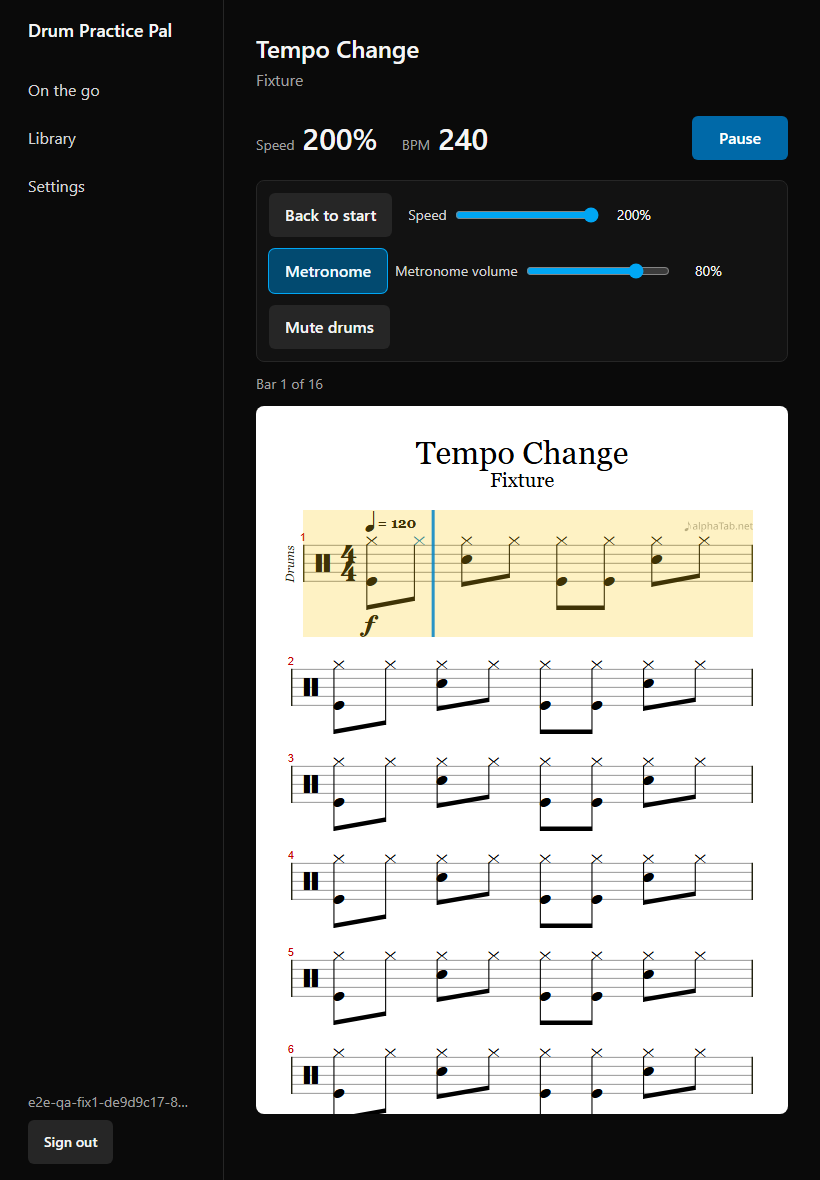 Drum Practice Pal
On the go
Library
Settings
e2e-qa-fix1-de9d9c17-8...
Sign out
Tempo Change
Fixture
Speed 200% BPM 240
Pause
Back to start Speed 200%
Metronome Metronome volume 80%
Mute drums
Bar 1 of 16
Tempo Change
Fixture
= 120
alphaTab.net
1
Drums
4
4
f
2
3
4
5
6